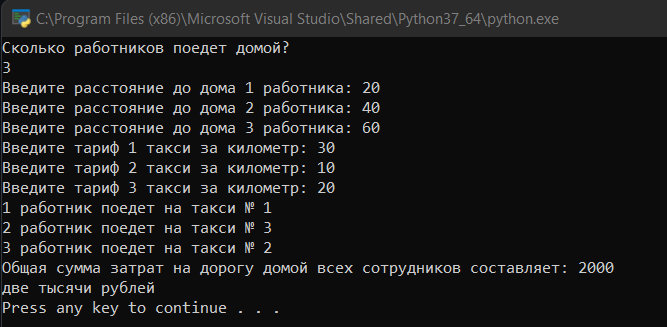 C:\Program Files (x86)\Microsoft Visual Studio\Shared\Python37_64\python.exe
Сколько работников поедет домой?
3
Введите расстояние до дома 1 работника: 20
Введите расстояние до дома 2 работника: 40
Введите расстояние до дома 3 работника: 60
Введите тариф 1 такси за километр: 30
Введите тариф 2 такси за километр: 10
Введите тариф 3 такси за километр: 20
1 работник поедет на такси № 1
2 работник поедет на такси № 3
3 работник поедет на такси № 2
Общая сумма затрат на дорогу домой всех сотрудников составляет: 2000
две тысячи рублей
Press any key to continue . . .